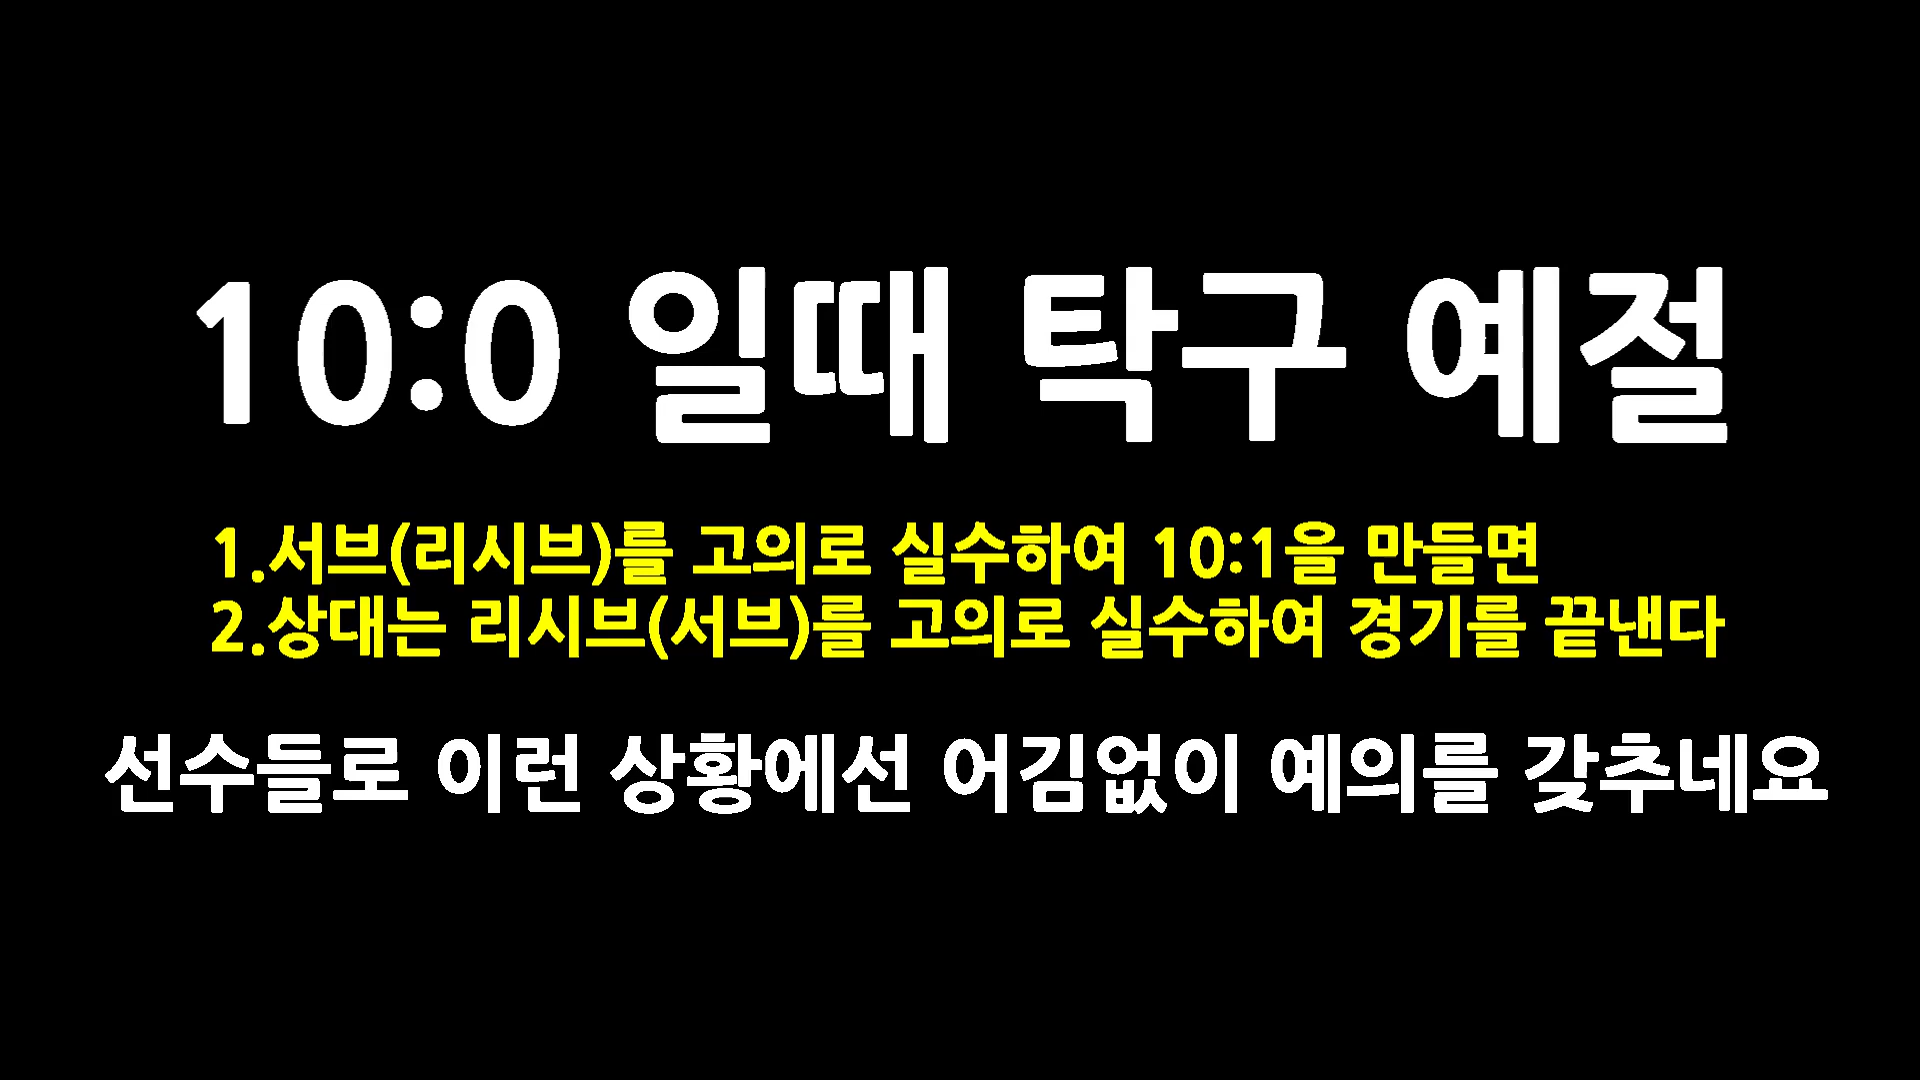 10:0 일때 탁구 예절
1.서브(리시브)를 고의로 실수하여 10:1을 만들면
2.상대는 리시브(서브)를 고의로 실수하여 경기를 끝낸다
선수들로 이런 상황에선 어김없이 예의를 갖추네요